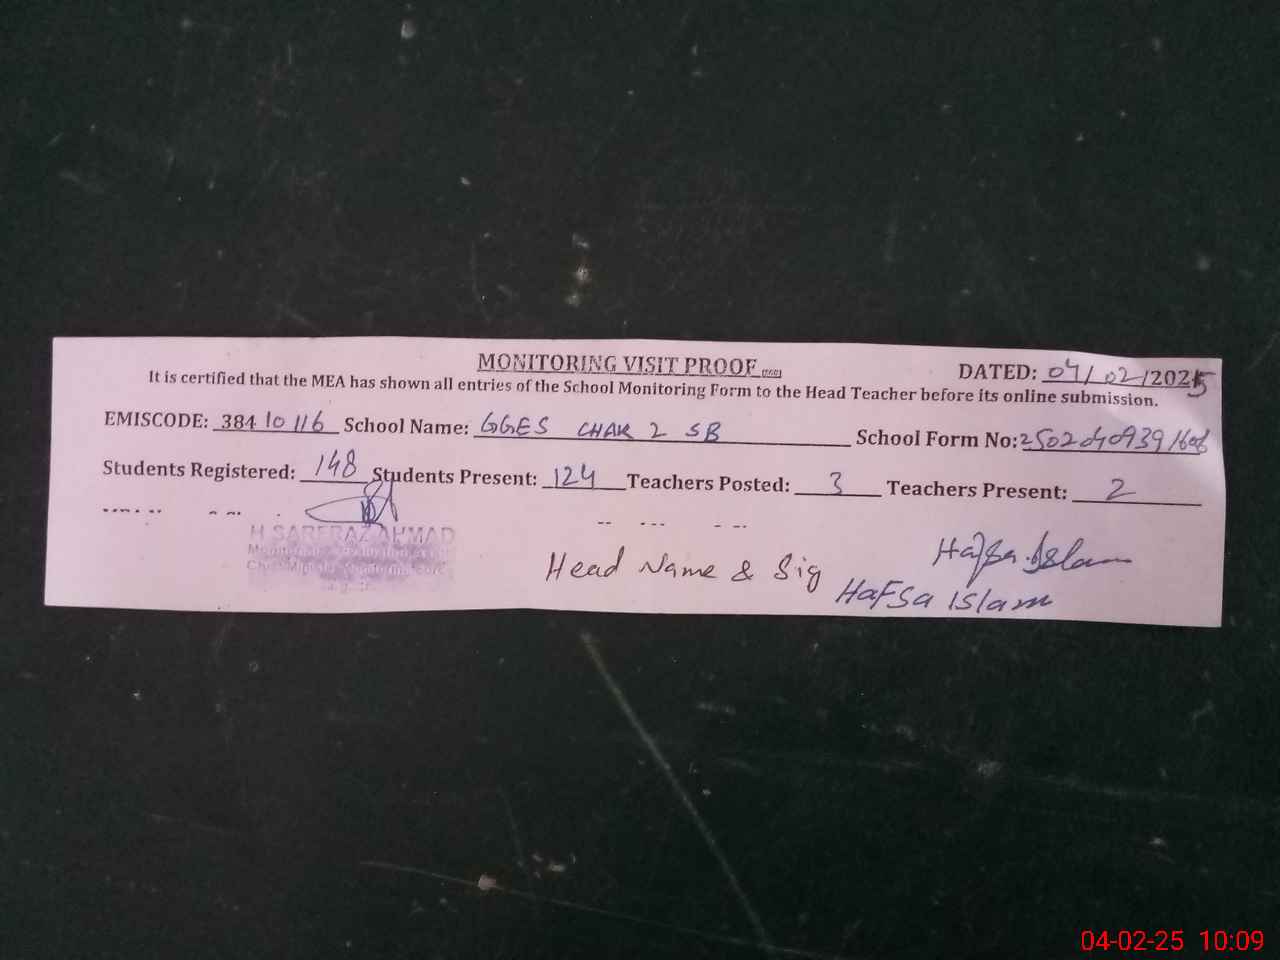 MONITORING VISIT PROOF
DATED: 04/02/2025
It is certified that the MEA has shown all entries of the School Monitoring Form to the Head Teacher before its online submission.
EMISCODE: 38410116 School Name: GGES CHAK 2 SB School Form No:
Students Registered: 148 Students Present: 124 Teachers Posted: 3 Teachers Present: 2
H SARFRAZ AHMAD
Head Name & Sig
Hafsa Islam
HaFSa ISlam
04-02-25 10:09